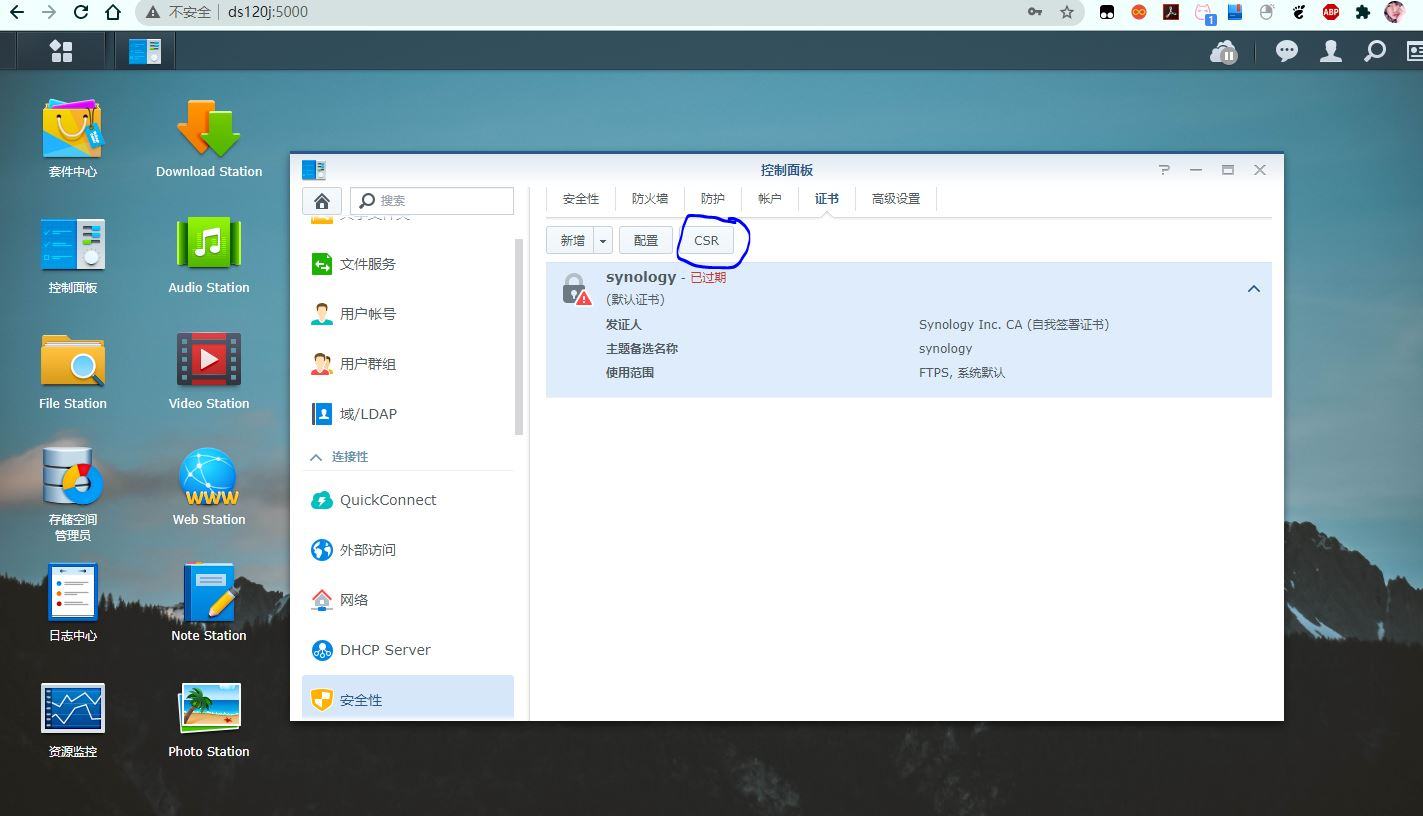 不安全
ds120j:5000
1
ABP
套件中心
Download Station
控制面板
Audio Station
File Station
Video Station
存储空间
管理员
WWW
Web Station
日志中心
Note Station
资源监控
Photo Station
控制面板
搜索
共享文件夹
文件服务
用户帐号
用户群组
域/LDAP
连接性
QuickConnect
外部访问
网络
DHCP Server
安全性
安全性 防火墙 防护 帐户 证书 高级设置
新增 配置 CSR
synology - 已过期
(默认证书)
发证人 Synology Inc. CA (自我签署证书)
主题备选名称 synology
使用范围 FTPS, 系统默认